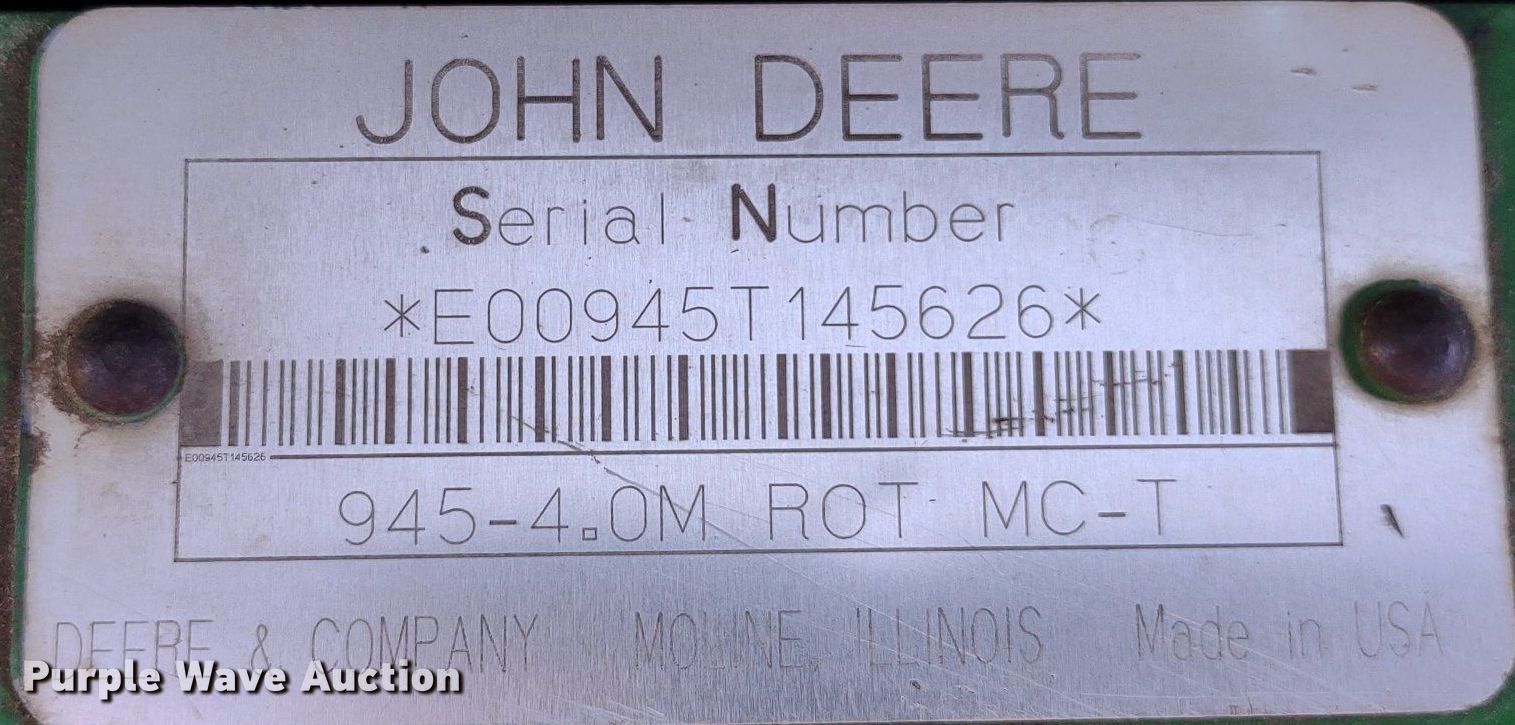 JOHN DEERE
Serial Number
*E00945T145626*
E00945T145626
945-4.0M ROT MC-T
DEERE & COMPANY MOLINE, ILLINOIS Made in USA
Purple Wave Auction